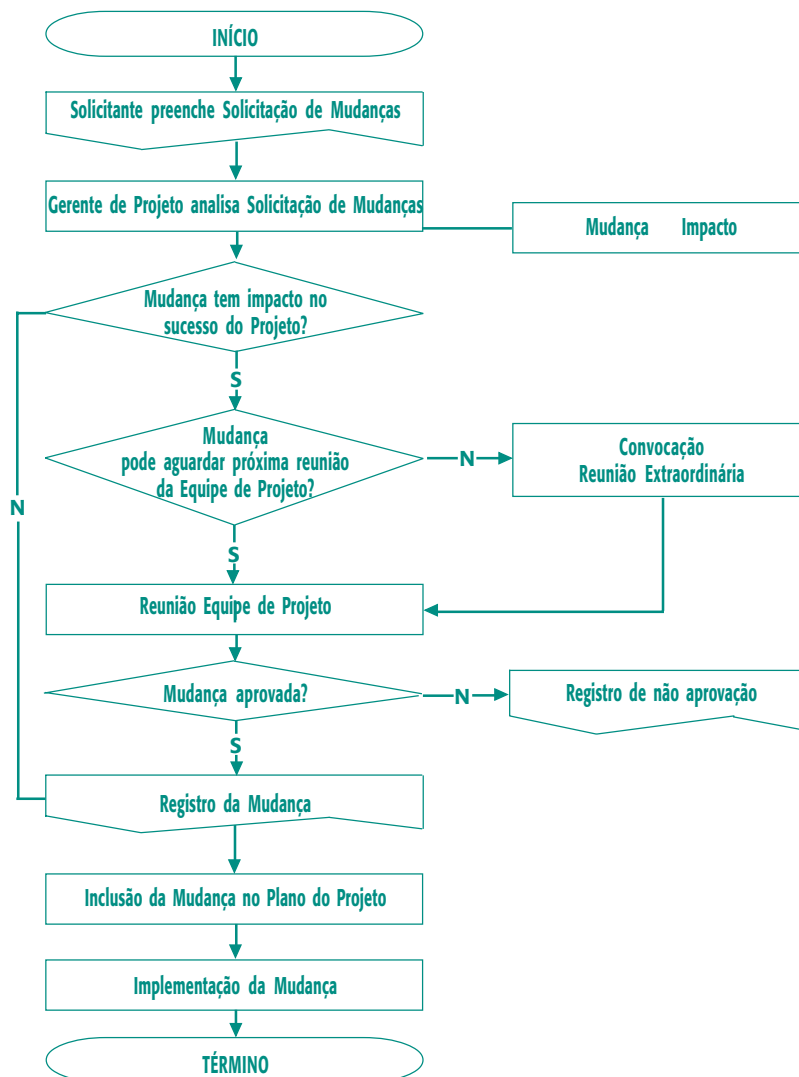 INÍCIO
Solicitante preenche Solicitação de Mudanças
Gerente de Projeto analisa Solicitação de Mudanças
Mudança Impacto
Mudança tem impacto no
sucesso do Projeto?
S
Mudança
pode aguardar próxima reunião
da Equipe de Projeto?
N
Convocação
Reunião Extraordinária
N
S
Reunião Equipe de Projeto
Mudança aprovada?
N
Registro de não aprovação
S
Registro da Mudança
Inclusão da Mudança no Plano do Projeto
Implementação da Mudança
TÉRMINO